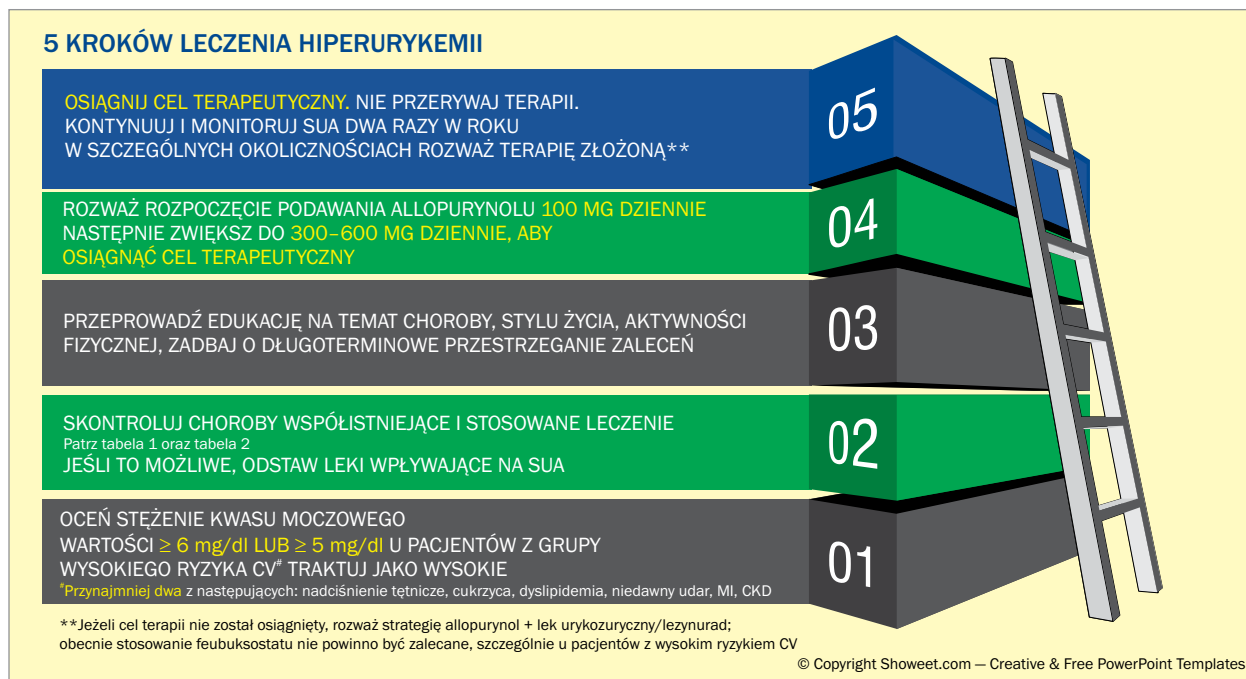 5 KROKÓW LECZENIA HIPERURYKEMII
OSIĄGNIJ CEL TERAPEUTYCZNY. NIE PRZERYWAJ TERAPII.
KONTYNUUJ I MONITORUJ SUA DWA RAZY W ROKU
W SZCZEGÓLNYCH OKOLICZNOŚCIACH ROZWAŻ TERAPIĘ ZŁOŻONĄ**
05
ROZWAŻ ROZPOCZĘCIE PODAWANIA ALLOPURYNOLU 100 MG DZIENNIE
NASTĘPNIE ZWIĘKSZ DO 300–600 MG DZIENNIE, ABY
OSIĄGNĄĆ CEL TERAPEUTYCZNY
04
PRZEPROWADŹ EDUKACJĘ NA TEMAT CHOROBY, STYLU ŻYCIA, AKTYWNOŚCI
FIZYCZNEJ, ZADBAJ O DŁUGOTERMINOWE PRZESTRZEGANIE ZALECEŃ
03
SKONTROLUJ CHOROBY WSPÓŁISTNIEJĄCE I STOSOWANE LECZENIE
Patrz tabela 1 oraz tabela 2
JEŚLI TO MOŻLIWE, ODSTAW LEKI WPŁYWAJĄCE NA SUA
02
OCEŃ STĘŻENIE KWASU MOCZOWEGO
WARTOŚCI ≥ 6 mg/dl LUB ≥ 5 mg/dl U PACJENTÓW Z GRUPY
WYSOKIEGO RYZYKA CV# TRAKTUJ JAKO WYSOKIE
#Przynajmniej dwa z następujących: nadciśnienie tętnicze, cukrzyca, dyslipidemia, niedawny udar, MI, CKD
01
**Jeżeli cel terapii nie został osiągnięty, rozważ strategię allopurynol + lek urykozuryczny/lezynurad;
obecnie stosowanie feubuksostatu nie powinno być zalecane, szczególnie u pacjentów z wysokim ryzykiem CV
© Copyright Showeet.com — Creative & Free PowerPoint Templates